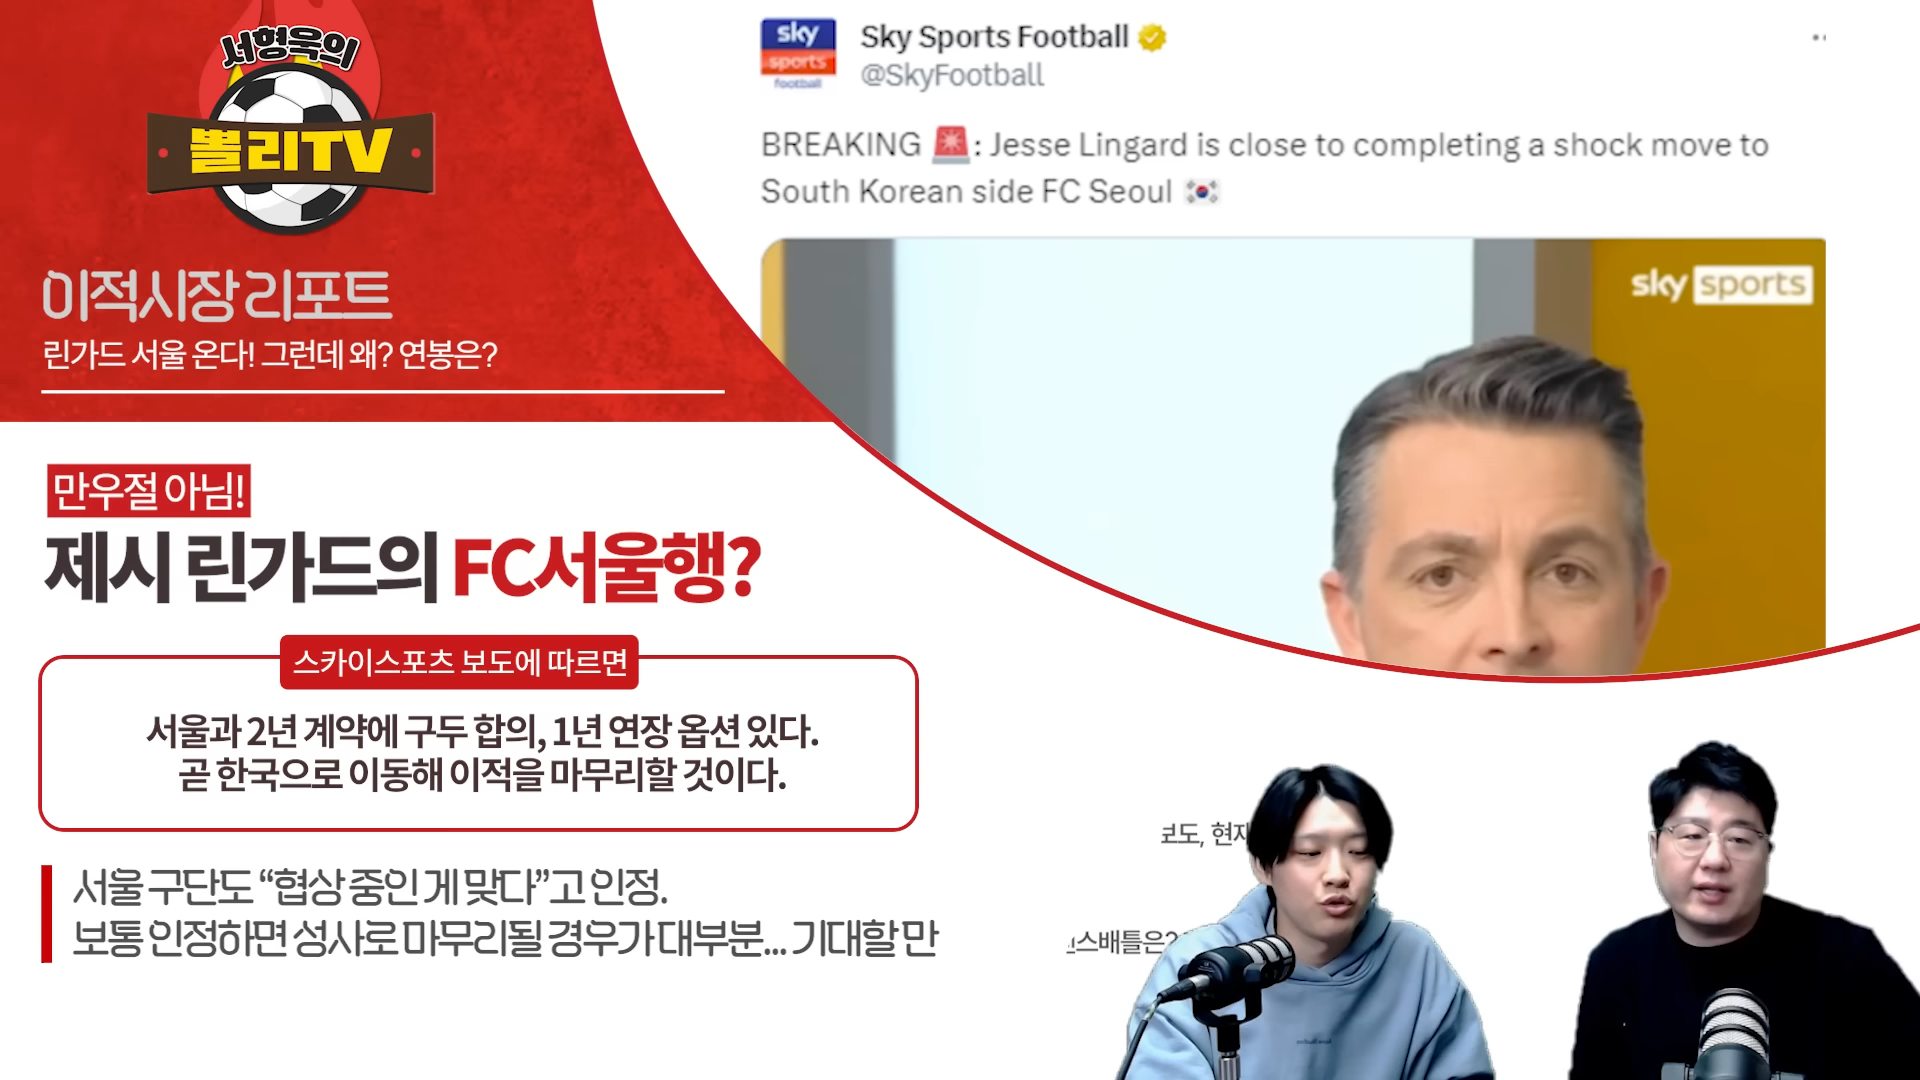 서형욱의
뽈리TV
이적시장 리포트
린가드 서울 온다! 그런데 왜? 연봉은?
sky
sports
football
Sky Sports Football
@SkyFootball
BREAKING 🚨: Jesse Lingard is close to completing a shock move to
South Korean side FC Seoul 🇰🇷
sky sports
만우절 아님!
제시 린가드의 FC서울행?
스카이스포츠 보도에 따르면
서울과 2년 계약에 구두 합의, 1년 연장 옵션 있다.
곧 한국으로 이동해 이적을 마무리할 것이다.
서울 구단도 “협상 중인 게 맞다”고 인정.
보통 인정하면 성사로 마무리될 경우가 대부분... 기대할 만